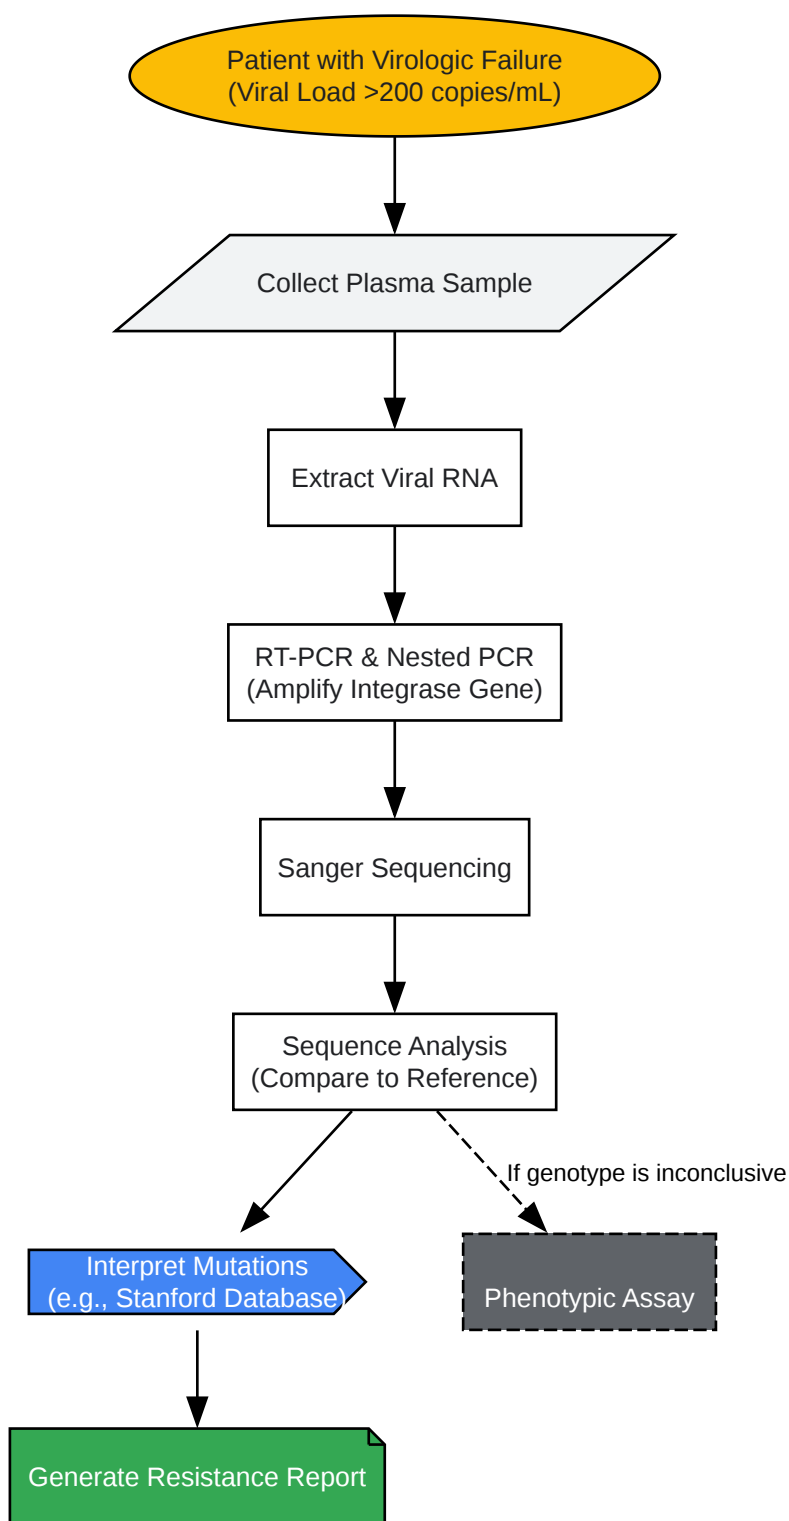 Patient with Virologic Failure
(Viral Load >200 copies/mL)
Collect Plasma Sample
Extract Viral RNA
RT-PCR & Nested PCR
(Amplify Integrase Gene)
Sanger Sequencing
Sequence Analysis
(Compare to Reference)
If genotype is inconclusive
Interpret Mutations
(e.g., Stanford Database)
Phenotypic Assay
Generate Resistance Report